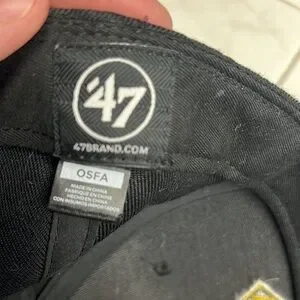 '47
47BRAND.COM
OSFA
MADE IN CHINA
FABRIQUÉ EN CHINE
HECHO EN CHINA
CON INSUMOS IMPORTADOS